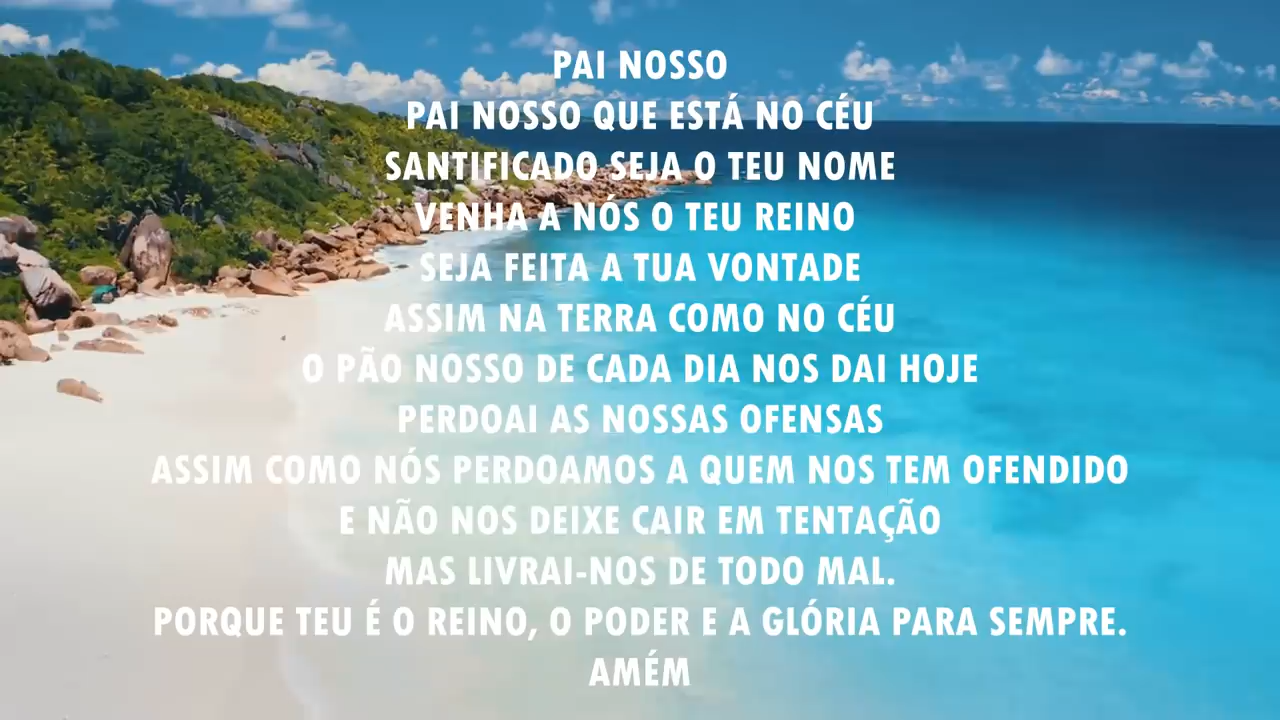 PAI NOSSO
PAI NOSSO QUE ESTÁ NO CÉU
SANTIFICADO SEJA O TEU NOME
VENHA A NÓS O TEU REINO
SEJA FEITA A TUA VONTADE
ASSIM NA TERRA COMO NO CÉU
O PÃO NOSSO DE CADA DIA NOS DAI HOJE
PERDOAI AS NOSSAS OFENSAS
ASSIM COMO NÓS PERDOAMOS A QUEM NOS TEM OFENDIDO
E NÃO NOS DEIXE CAIR EM TENTAÇÃO
MAS LIVRAI-NOS DE TODO MAL.
PORQUE TEU É O REINO, O PODER E A GLÓRIA PARA SEMPRE.
AMÉM